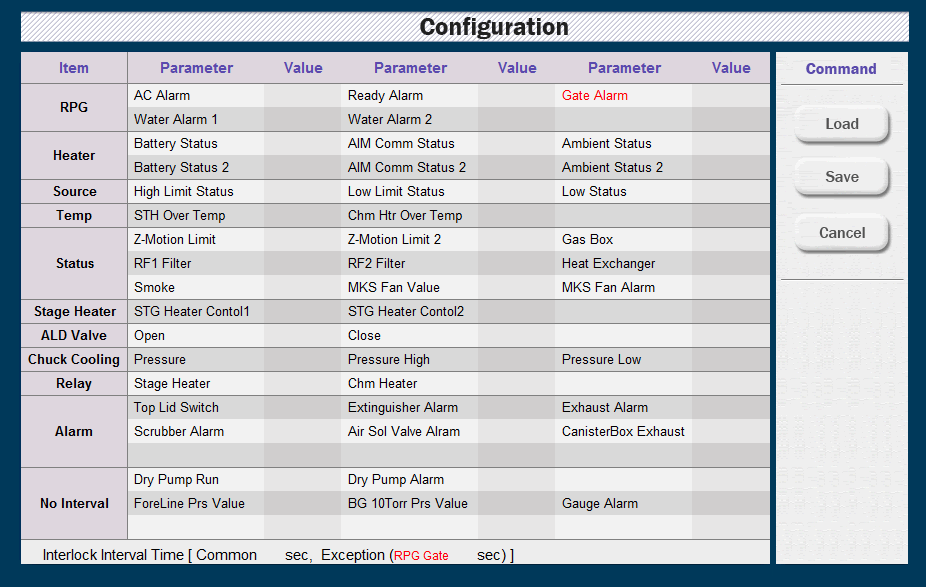 Configuration
Item Parameter Value Parameter Value Parameter Value Command
RPG AC Alarm Ready Alarm Gate Alarm
Water Alarm 1 Water Alarm 2
Load
Heater Battery Status AIM Comm Status Ambient Status
Battery Status 2 AIM Comm Status 2 Ambient Status 2
Save
Source High Limit Status Low Limit Status Low Status
Temp STH Over Temp Chm Htr Over Temp
Cancel
Status Z-Motion Limit Z-Motion Limit 2 Gas Box
RF1 Filter RF2 Filter Heat Exchanger
Smoke MKS Fan Value MKS Fan Alarm
Stage Heater STG Heater Contol1 STG Heater Contol2
ALD Valve Open Close
Chuck Cooling Pressure Pressure High Pressure Low
Relay Stage Heater Chm Heater
Alarm Top Lid Switch Extinguisher Alarm Exhaust Alarm
Scrubber Alarm Air Sol Valve Alram CanisterBox Exhaust
No Interval Dry Pump Run Dry Pump Alarm
ForeLine Prs Value BG 10Torr Prs Value Gauge Alarm
Interlock Interval Time [ Common sec, Exception (RPG Gate sec) ]